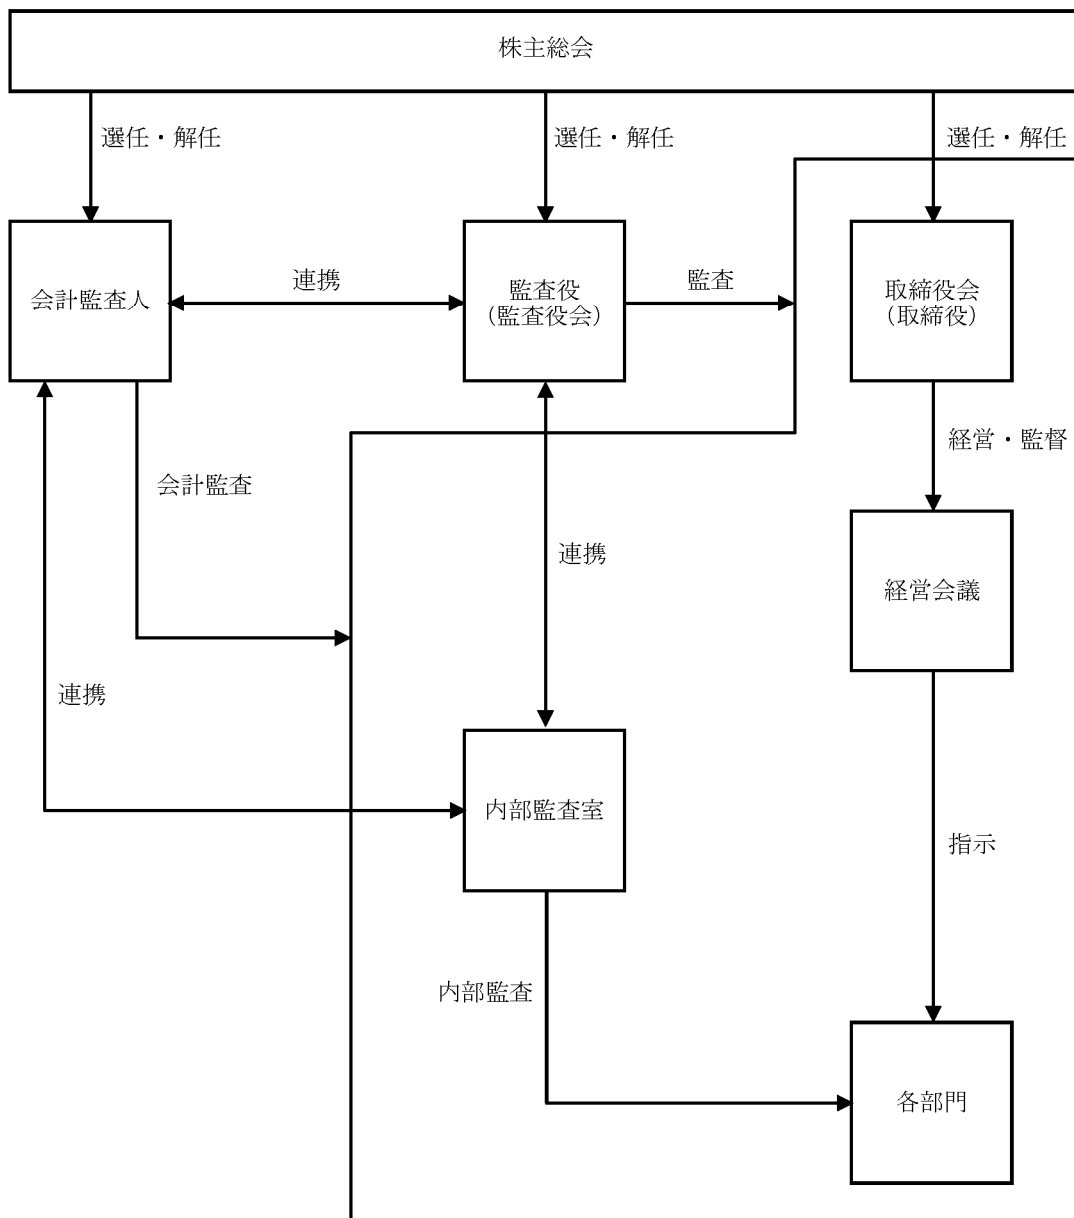 株主総会
選任・解任
選任・解任
選任・解任
会計監査人
連携
監査役
(監査役会)
監査
取締役会
(取締役)
経営・監督
会計監査
連携
経営会議
連携
内部監査室
指示
内部監査
各部門